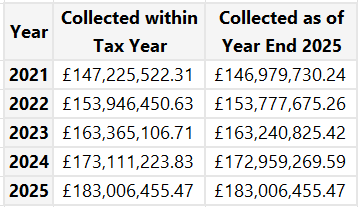 Year Collected within Tax Year Collected as of Year End 2025
2021 £147,225,522.31 £146,979,730.24
2022 £153,946,450.63 £153,777,675.26
2023 £163,365,106.71 £163,240,825.42
2024 £173,111,223.83 £172,959,269.59
2025 £183,006,455.47 £183,006,455.47